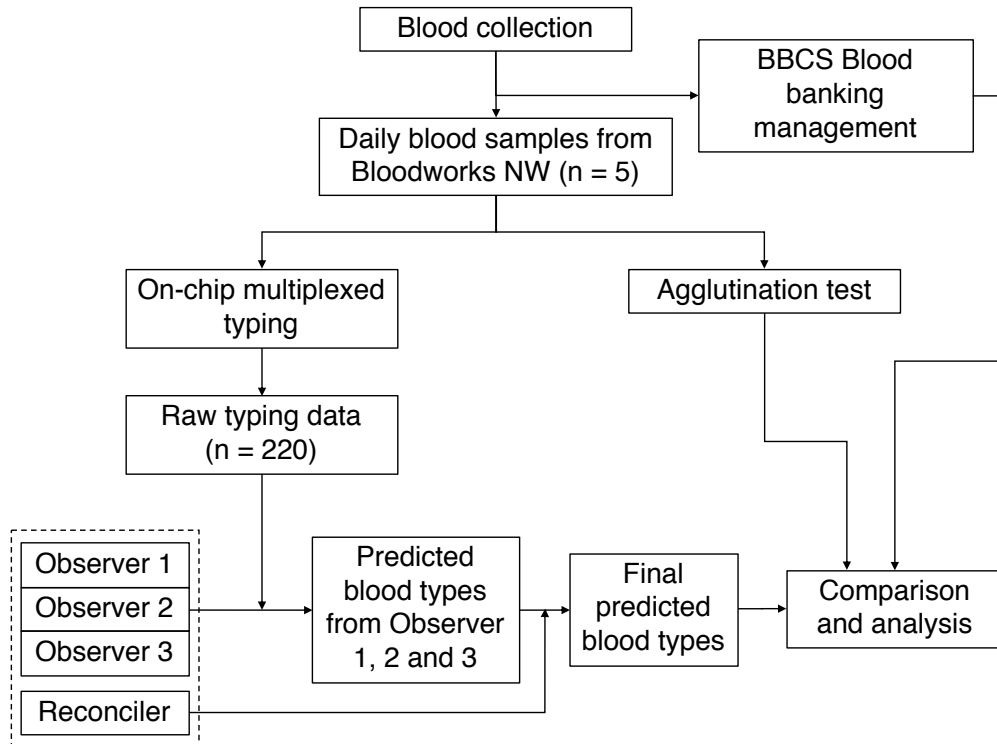 Blood collection
BBCS Blood
banking
management
Daily blood samples from
Bloodworks NW (n = 5)
On-chip multiplexed
typing
Agglutination test
Raw typing data
(n = 220)
Observer 1
Observer 2
Observer 3
Reconciler
Predicted
blood types
from Observer
1, 2 and 3
Final
predicted
blood types
Comparison
and analysis